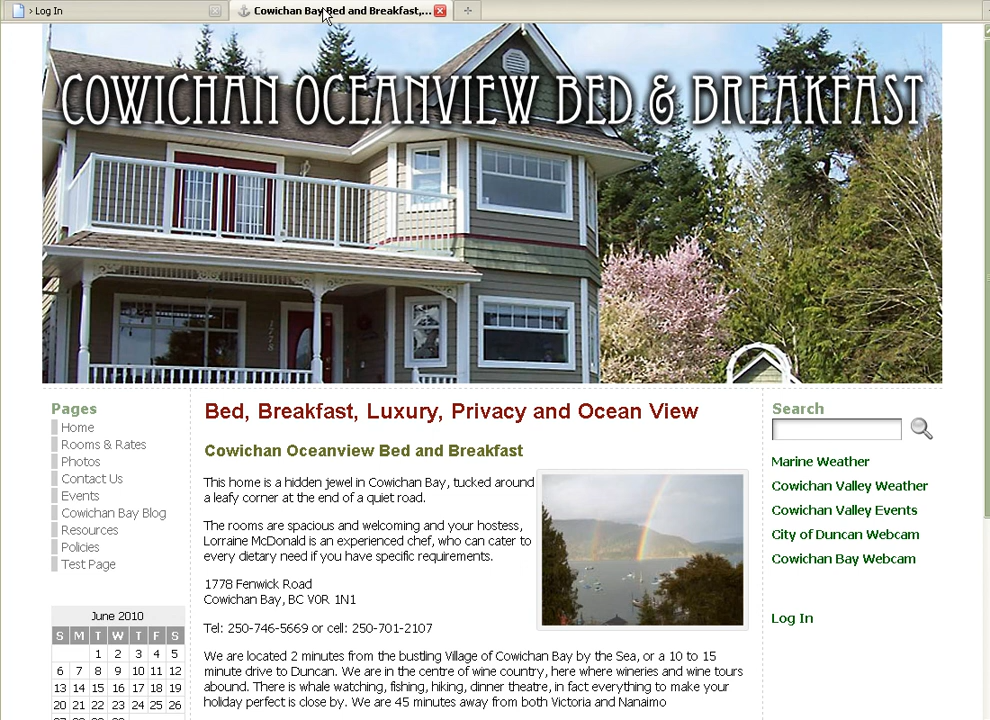 › Log In
Cowichan Bay Bed and Breakfast,...
COWICHAN OCEANVIEW BED & BREAKFAST
1778
Pages
Home
Rooms & Rates
Photos
Contact Us
Events
Cowichan Bay Blog
Resources
Policies
Test Page
June 2010
S M T W T F S
1 2 3 4 5
6 7 8 9 10 11 12
13 14 15 16 17 18 19
20 21 22 23 24 25 26
Bed, Breakfast, Luxury, Privacy and Ocean View
Cowichan Oceanview Bed and Breakfast
This home is a hidden jewel in Cowichan Bay, tucked around
a leafy corner at the end of a quiet road.
The rooms are spacious and welcoming and your hostess,
Lorraine McDonald is an experienced chef, who can cater to
every dietary need if you have specific requirements.
1778 Fenwick Road
Cowichan Bay, BC V0R 1N1
Tel: 250-746-5669 or cell: 250-701-2107
We are located 2 minutes from the bustling Village of Cowichan Bay by the Sea, or a 10 to 15
minute drive to Duncan. We are in the centre of wine country, here where wineries and wine tours
abound. There is whale watching, fishing, hiking, dinner theatre, in fact everything to make your
holiday perfect is close by. We are 45 minutes away from both Victoria and Nanaimo
Search
Marine Weather
Cowichan Valley Weather
Cowichan Valley Events
City of Duncan Webcam
Cowichan Bay Webcam
Log In